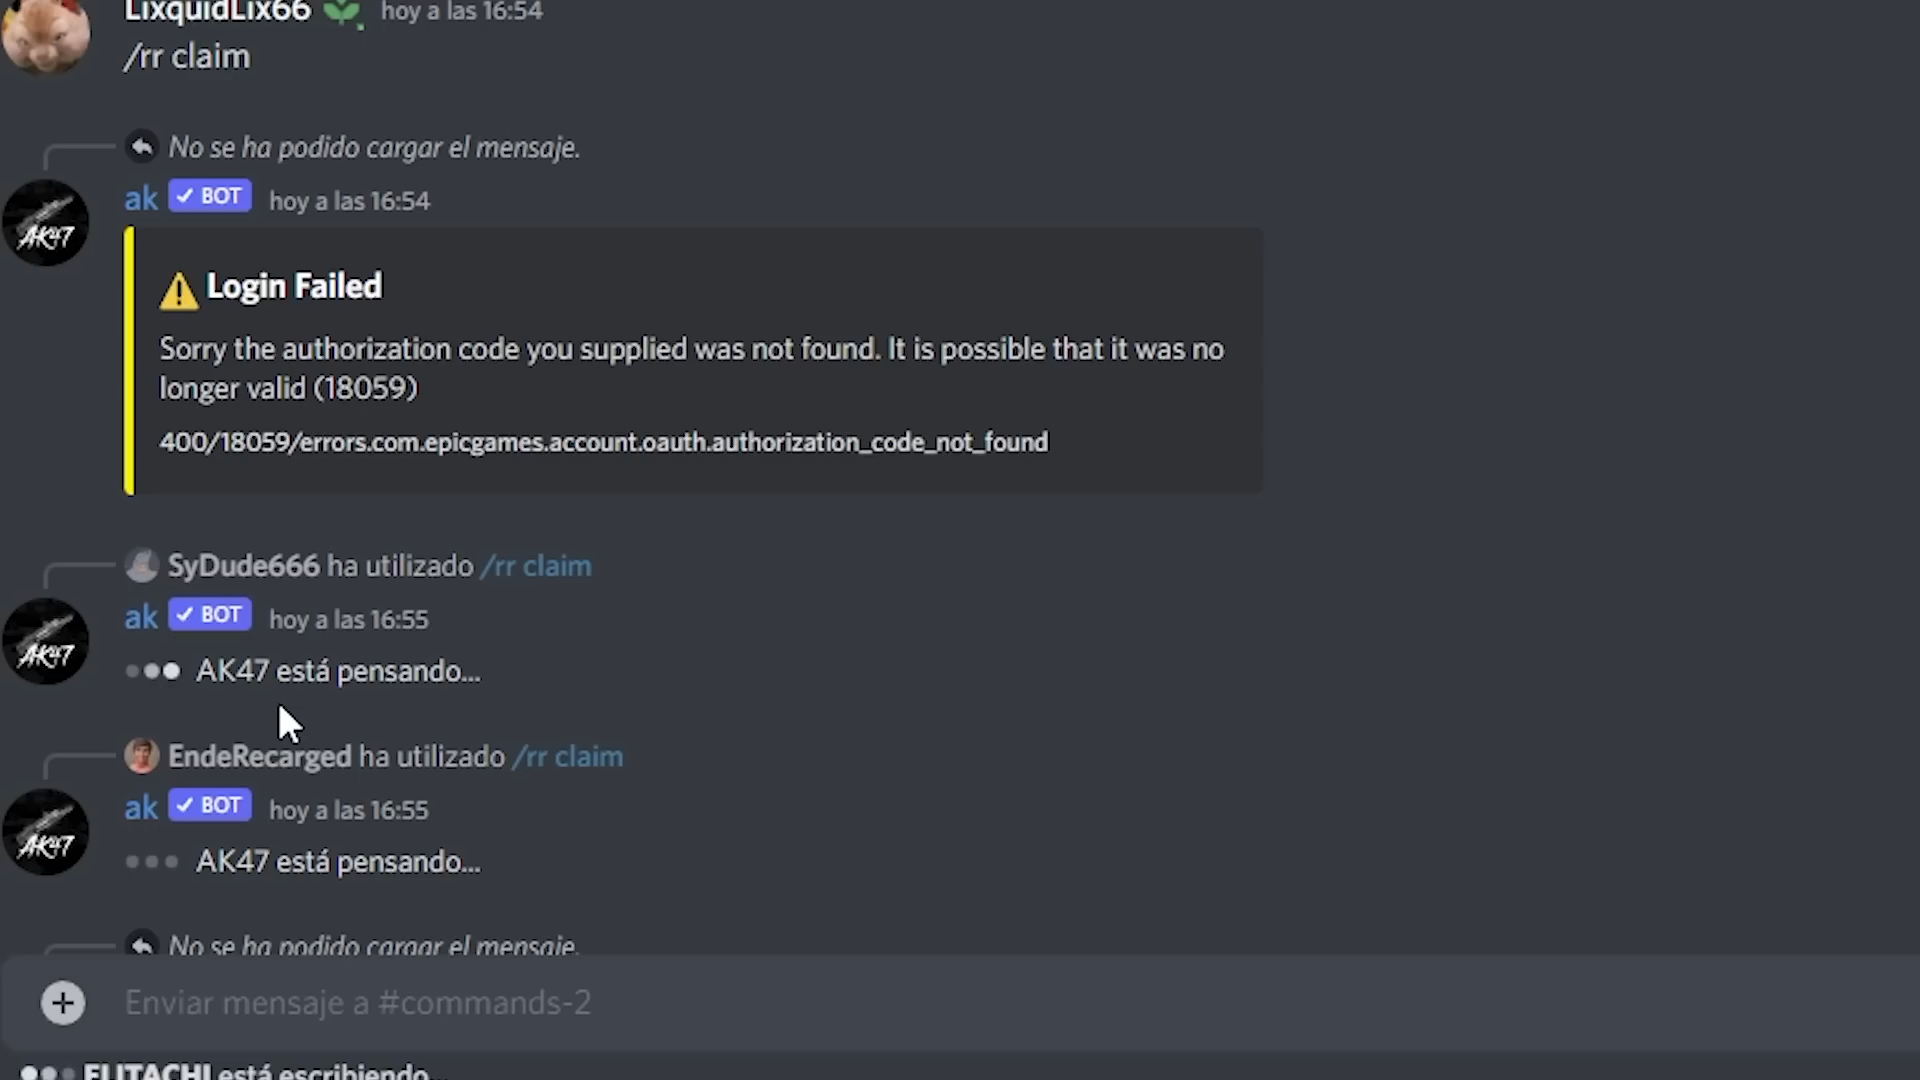 LixquidLix66 hoy a las 16:54
/rr claim
No se ha podido cargar el mensaje.
ak ✓ BOT hoy a las 16:54
AK47
⚠ Login Failed
Sorry the authorization code you supplied was not found. It is possible that it was no
longer valid (18059)
400/18059/errors.com.epicgames.account.oauth.authorization_code_not_found
SyDude666 ha utilizado /rr claim
ak ✓ BOT hoy a las 16:55
AK47
AK47 está pensando...
EndeRecarged ha utilizado /rr claim
ak ✓ BOT hoy a las 16:55
AK47
AK47 está pensando...
No se ha podido cargar el mensaje.
Enviar mensaje a #commands-2
ELITACHI está escribiendo...